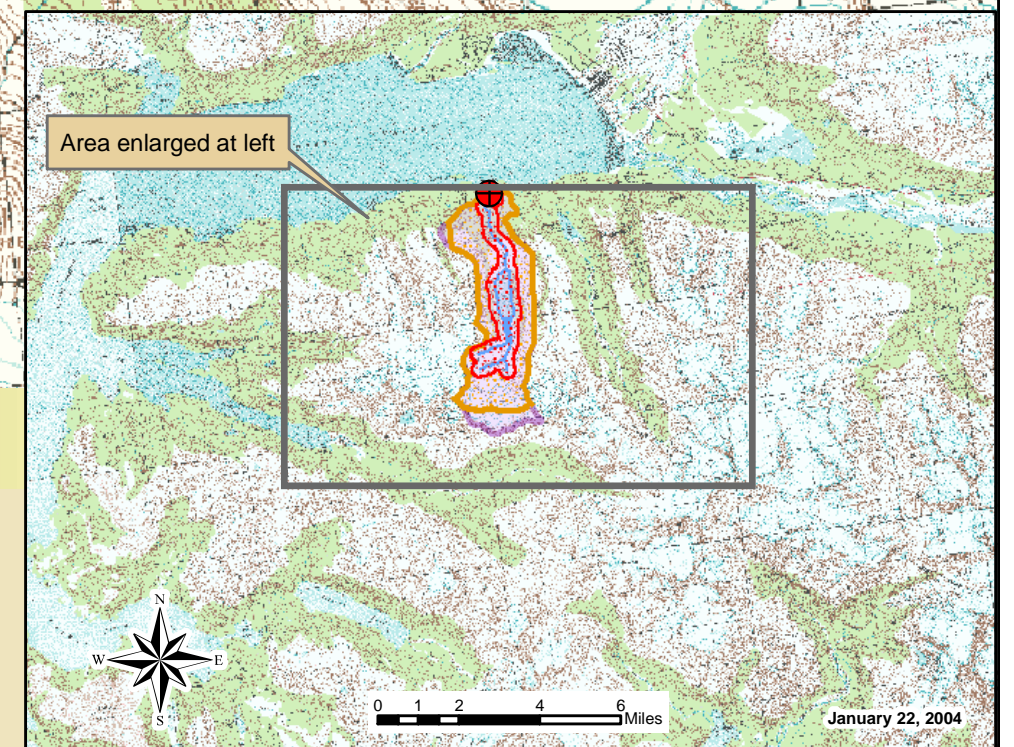 Area enlarged at left
N
W E
S
0 1 2 4 6
Miles
January 22, 2004